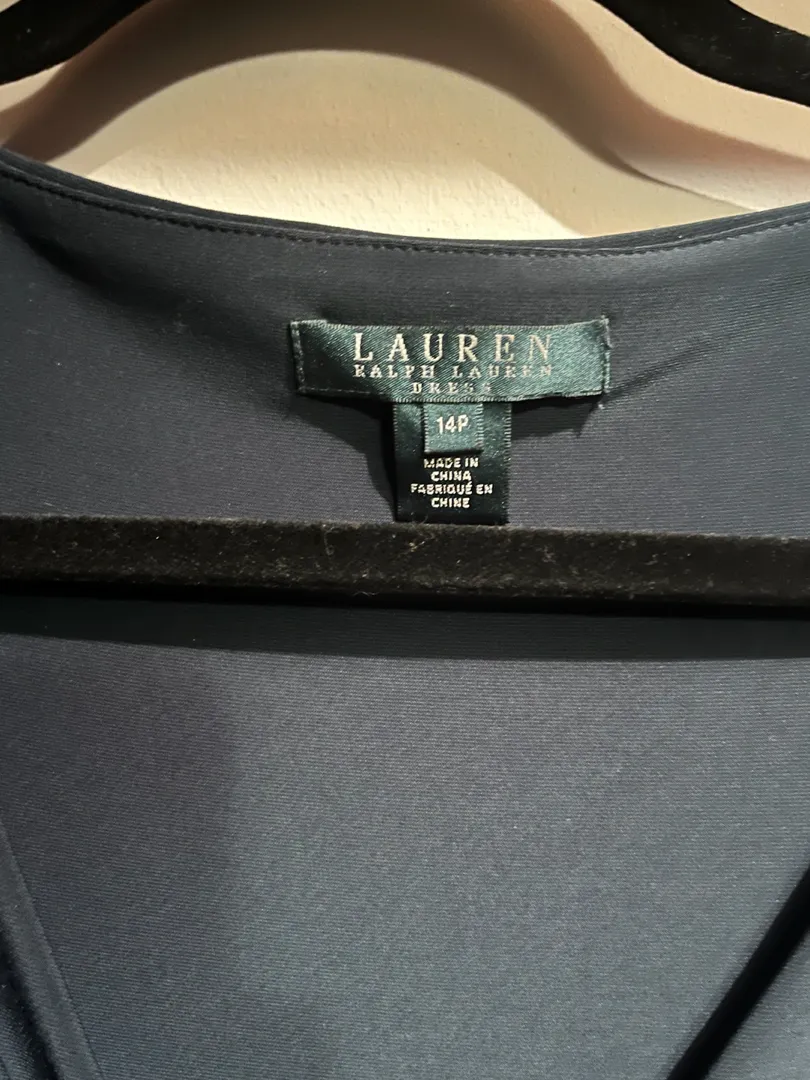 LAUREN
RALPH LAUREN
DRESS
14P
MADE IN
CHINA
FABRIQUÉ EN
CHINE